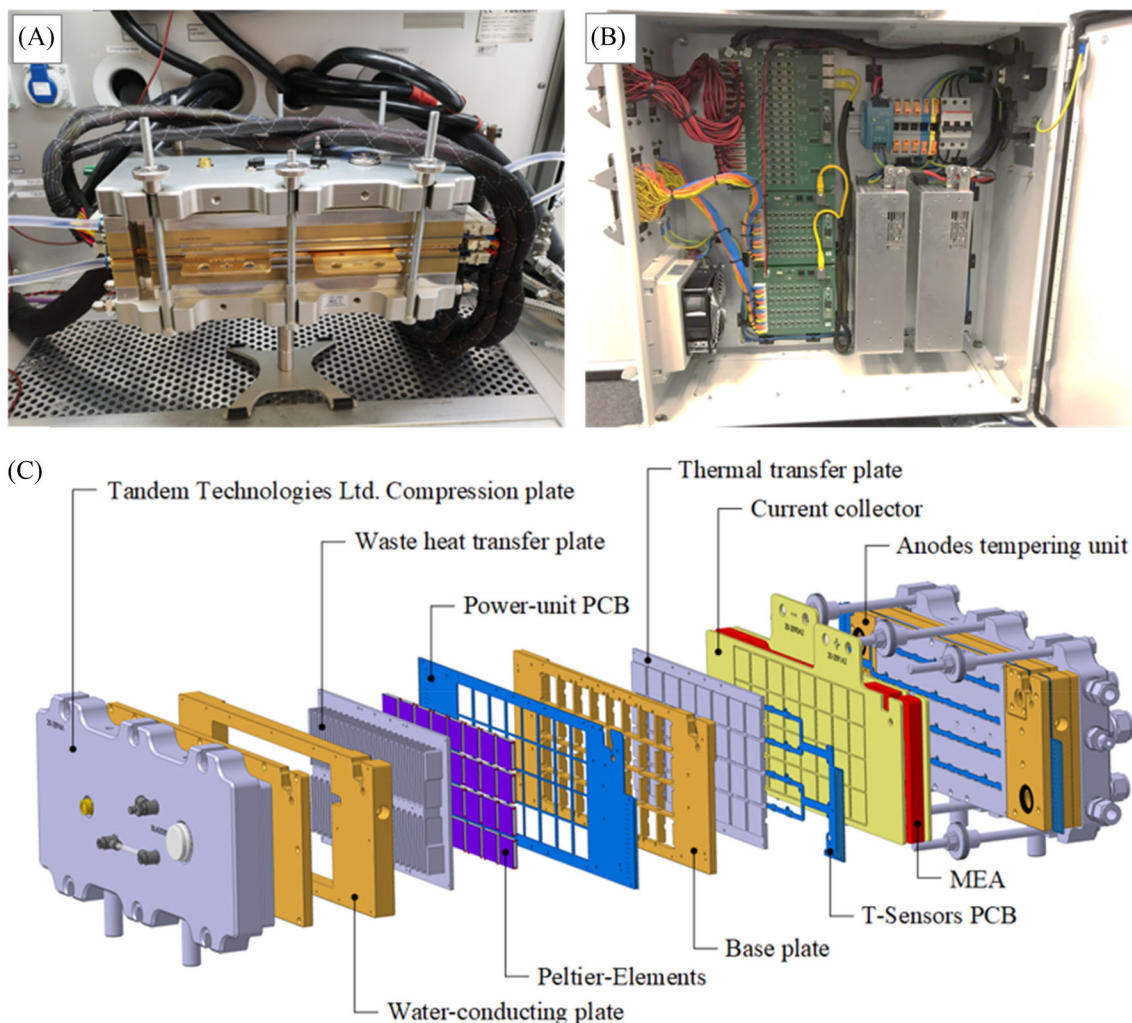 (A)
(B)
(C)
Thermal transfer plate
Tandem Technologies Ltd. Compression plate
Current collector
Waste heat transfer plate
Anodes tempering unit
Power-unit PCB
MEA
T-Sensors PCB
Base plate
Peltier-Elements
Water-conducting plate